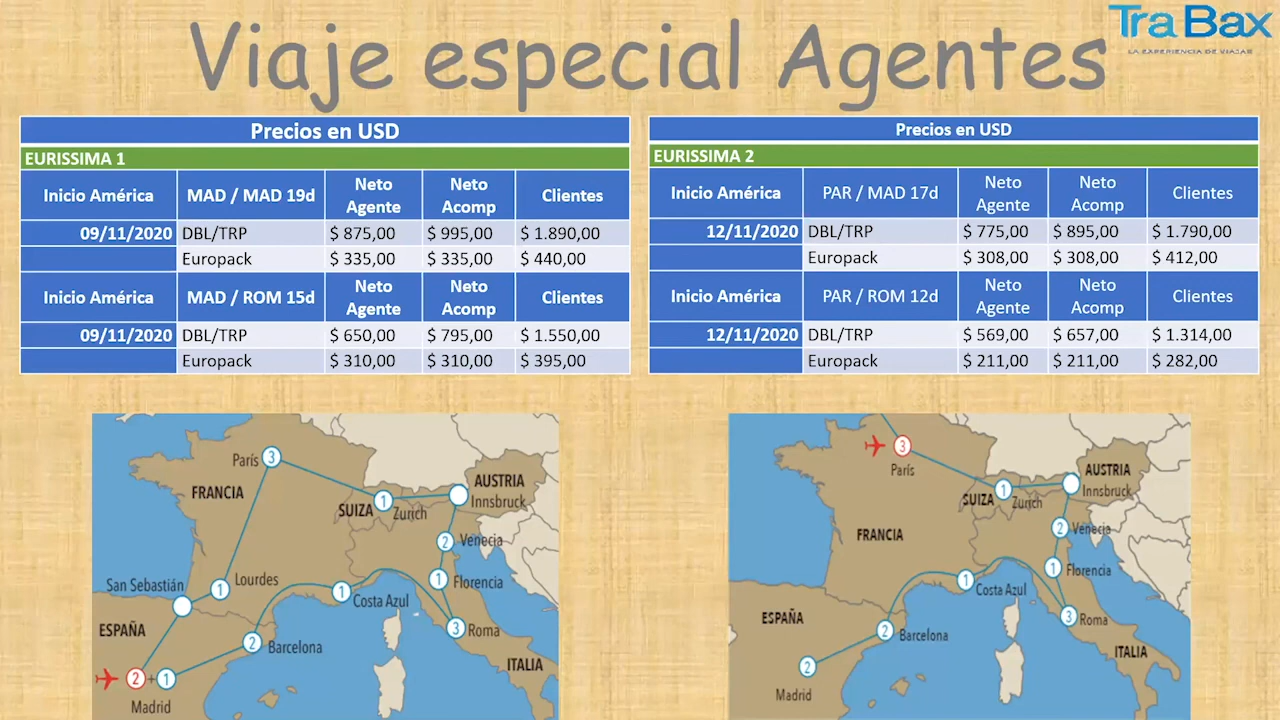 Viaje especial Agentes
Tra Bax
LA EXPERIENCIA DE VIAJAR
Precios en USD
EURISSIMA 1
Inicio América MAD / MAD 19d Neto Agente Neto Acomp Clientes
09/11/2020 DBL/TRP $ 875,00 $ 995,00 $ 1.890,00
Europack $ 335,00 $ 335,00 $ 440,00
Inicio América MAD / ROM 15d Neto Agente Neto Acomp Clientes
09/11/2020 DBL/TRP $ 650,00 $ 795,00 $ 1.550,00
Europack $ 310,00 $ 310,00 $ 395,00
Precios en USD
EURISSIMA 2
Inicio América PAR / MAD 17d Neto Agente Neto Acomp Clientes
12/11/2020 DBL/TRP $ 775,00 $ 895,00 $ 1.790,00
Europack $ 308,00 $ 308,00 $ 412,00
Inicio América PAR / ROM 12d Neto Agente Neto Acomp Clientes
12/11/2020 DBL/TRP $ 569,00 $ 657,00 $ 1.314,00
Europack $ 211,00 $ 211,00 $ 282,00
París 3
FRANCIA
AUSTRIA
SUIZA
1
Zurich
Innsbruck
2 Venecia
San Sebastián
1 Lourdes
1 Florencia
1 Costa Azul
ESPAÑA
3 Roma
2 Barcelona
ITALIA
2 + 1
Madrid
3
París
AUSTRIA
SUIZA
1
Zurich
Innsbruck
FRANCIA
2 Venecia
1 Florencia
1 Costa Azul
ESPAÑA
3 Roma
2 Barcelona
ITALIA
2
Madrid